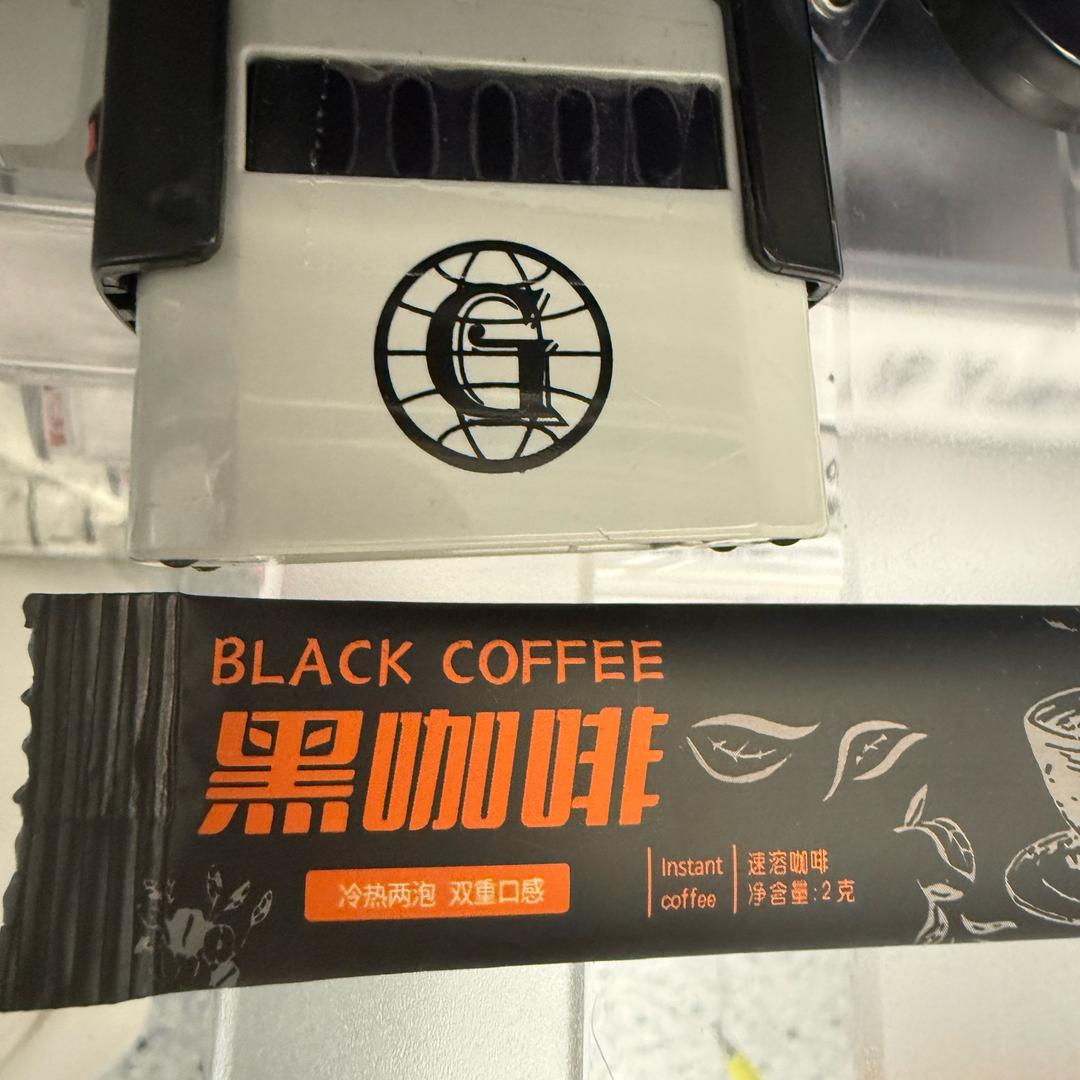 G
BLACK COFFEE
黑咖啡
冷热两泡 双重口感
Instant
coffee
速溶咖啡
净含量:2克